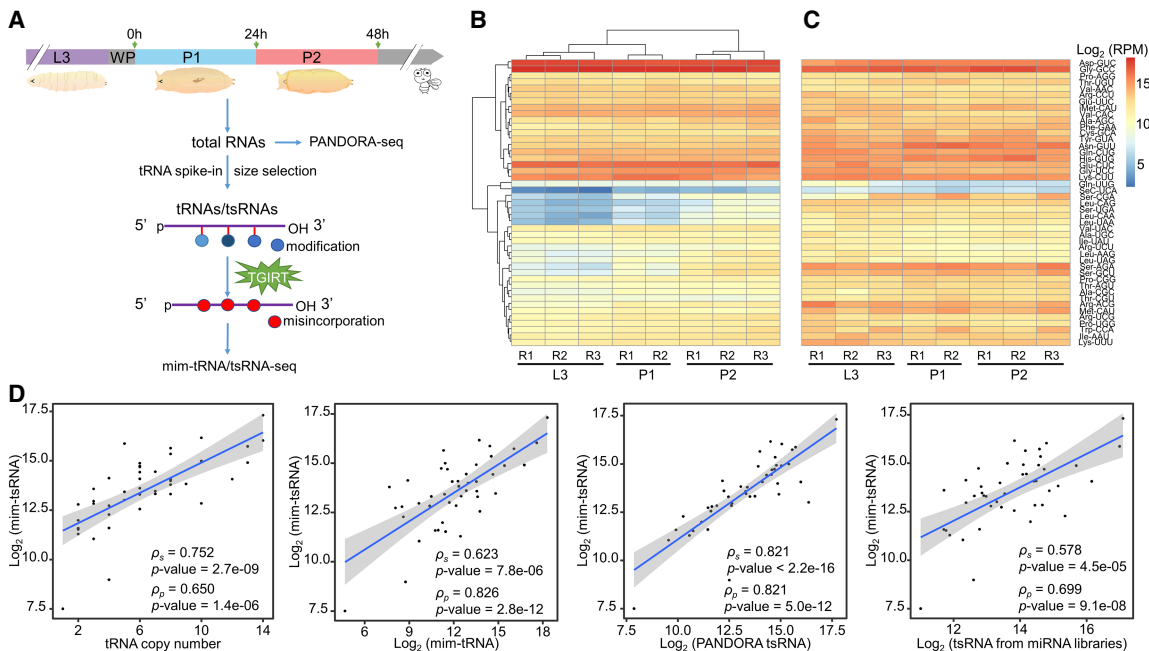 A
0h
24h
48h
L3
WP
P1
P2
total RNAs
PANDORA-seq
tRNA spike-in
size selection
tRNAs/tsRNAs
5’ p OH 3’
modification
TGIRT
5’ p OH 3’
misincorporation
mim-tRNA/tsRNA-seq
B
R1 R2 R3 R1 R2 R1 R2 R3
L3 P1 P2
C
Log2 (RPM)
15
10
5
Asp-GUC
Gly-GCC
Pro-AGG
Thr-UGU
Val-AAC
Arg-CCU
Glu-UUC
iMet-CAU
Val-CAC
Ala-AGC
Phe-GAA
Cys-GCA
Tyr-GUA
Asn-GUU
Gln-CUG
His-GUG
Glu-CUC
Gly-UCC
Lys-CUU
Gln-UUG
SeC-UCA
Ser-CGA
Leu-CAG
Ser-UGA
Leu-CAA
Leu-UAA
Val-UAC
Ala-UGC
Ile-UAU
Arg-UCU
Leu-AAG
Leu-UAG
Ser-AGA
Ser-GCU
Pro-CGG
Thr-AGU
Ala-CGC
Thr-CGU
Arg-ACG
Met-CAU
Arg-UCG
Pro-UGG
Trp-CCA
Ile-AAU
Lys-UUU
R1 R2 R3 R1 R2 R1 R2 R3
L3 P1 P2
D
Log2 (mim-tsRNA)
17.5
15.0
12.5
10.0
7.5
ρs = 0.752
p-value = 2.7e-09
ρp = 0.650
p-value = 1.4e-06
2 6 10 14
tRNA copy number
Log2 (mim-tsRNA)
17.5
15.0
12.5
10.0
7.5
ρs = 0.623
p-value = 7.8e-06
ρp = 0.826
p-value = 2.8e-12
6 9 12 15 18
Log2 (mim-tRNA)
Log2 (mim-tsRNA)
17.5
15.0
12.5
10.0
7.5
ρs = 0.821
p-value < 2.2e-16
ρp = 0.821
p-value = 5.0e-12
7.5 10.0 12.5 15.0 17.5
Log2 (PANDORA tsRNA)
Log2 (mim-tsRNA)
17.5
15.0
12.5
10.0
7.5
ρs = 0.578
p-value = 4.5e-05
ρp = 0.699
p-value = 9.1e-08
12 14 16
Log2 (tsRNA from miRNA libraries)